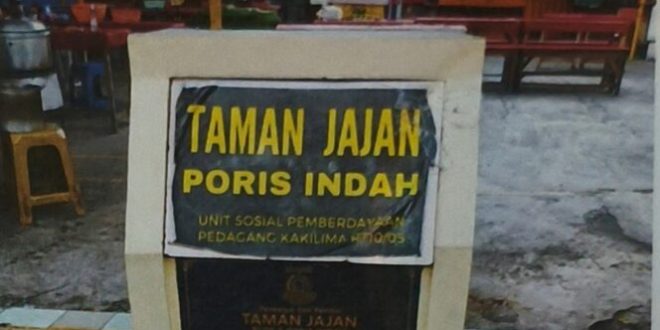 TAMAN JAJAN
PORIS INDAH
UNIT SOSIAL PEMBERDAYAAN
PEDAGANG KAKILIMA
TAMAN JAJAN